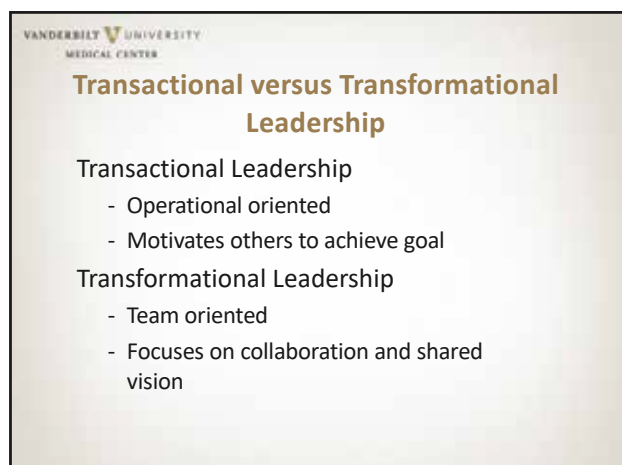 VANDERBILT V UNIVERSITY
MEDICAL CENTER
Transactional versus Transformational
Leadership
Transactional Leadership
- Operational oriented
- Motivates others to achieve goal
Transformational Leadership
- Team oriented
- Focuses on collaboration and shared
vision